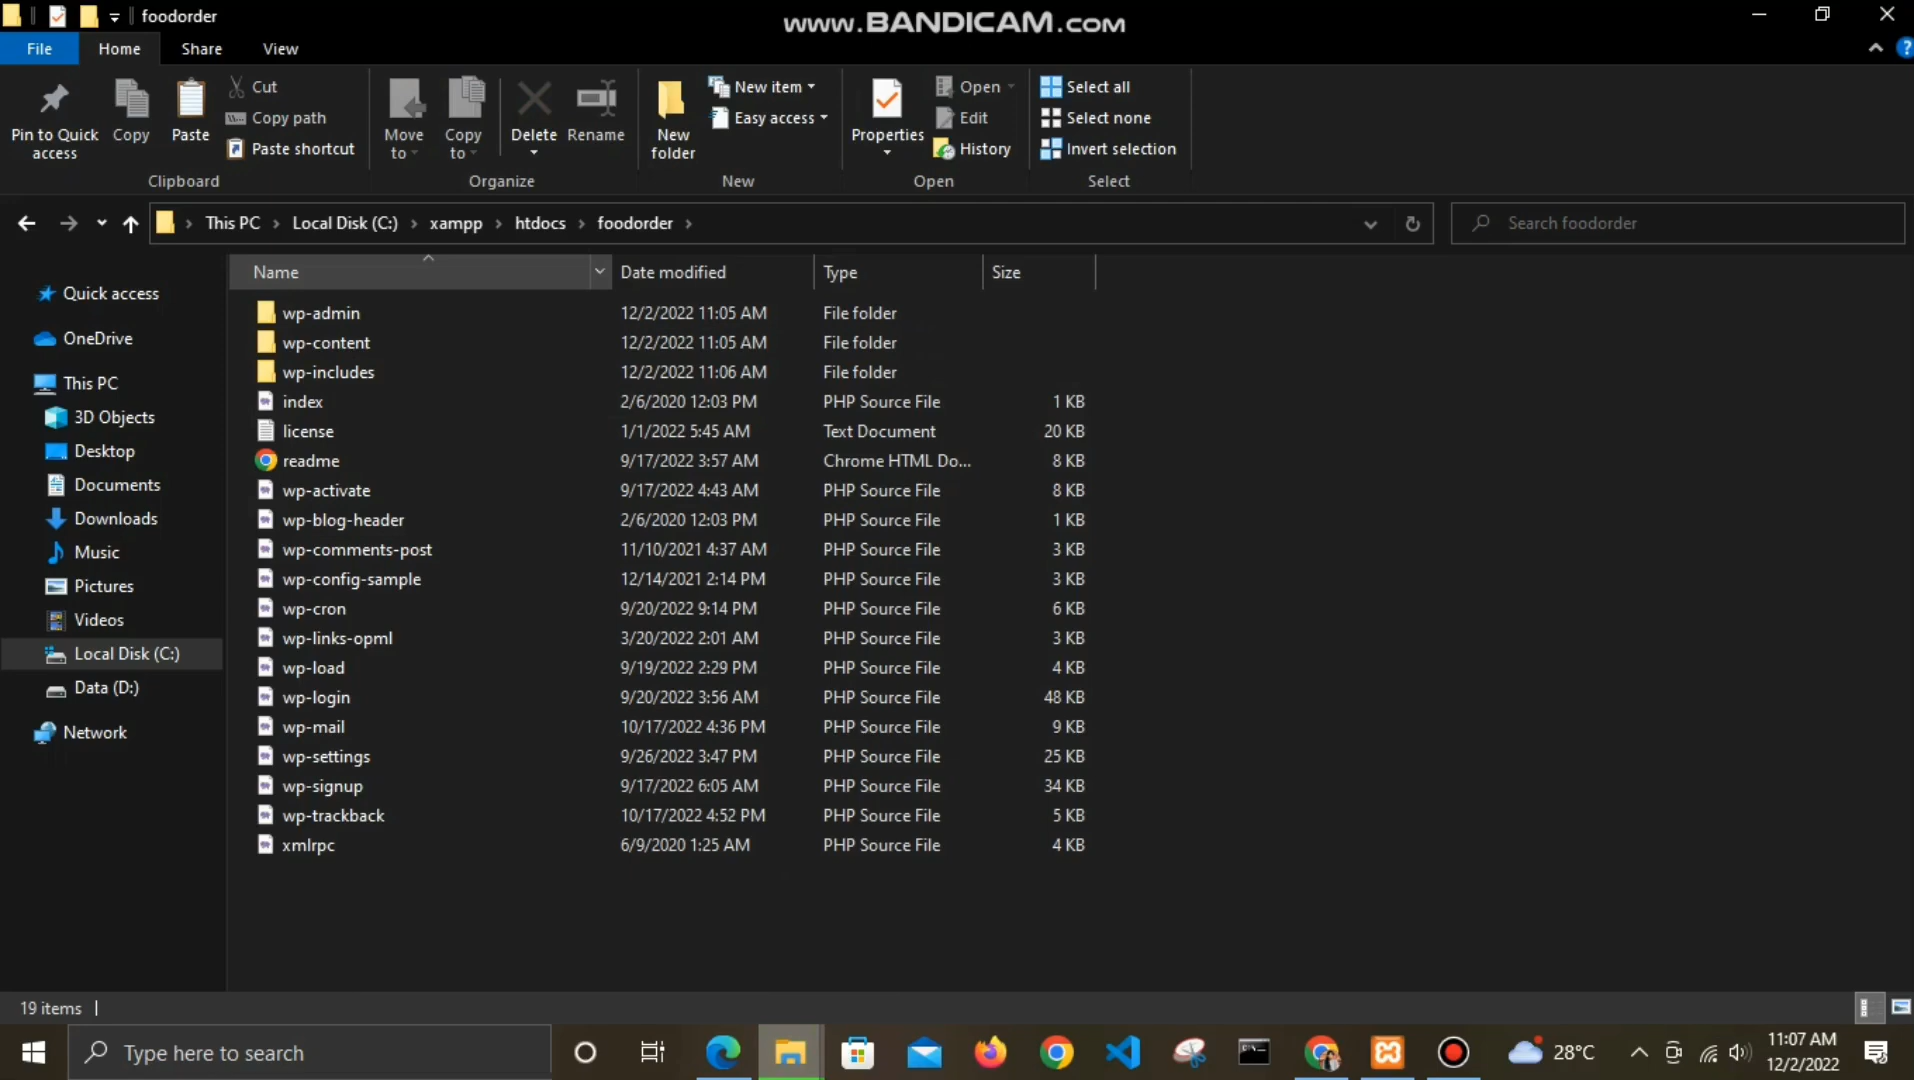 foodorder
www.BANDICAM.com
File Home Share View
Pin to Quick access
Copy
Paste
Cut
Copy path
Paste shortcut
Clipboard
Move to
Copy to
Delete
Rename
Organize
New folder
New item
Easy access
New
Properties
Open
Edit
History
Open
Select all
Select none
Invert selection
Select
This PC > Local Disk (C:) > xampp > htdocs > foodorder >
Search foodorder
Quick access
OneDrive
This PC
3D Objects
Desktop
Documents
Downloads
Music
Pictures
Videos
Local Disk (C:)
Data (D:)
Network
Name Date modified Type Size
wp-admin 12/2/2022 11:05 AM File folder
wp-content 12/2/2022 11:05 AM File folder
wp-includes 12/2/2022 11:06 AM File folder
index 2/6/2020 12:03 PM PHP Source File 1 KB
license 1/1/2022 5:45 AM Text Document 20 KB
readme 9/17/2022 3:57 AM Chrome HTML Do... 8 KB
wp-activate 9/17/2022 4:43 AM PHP Source File 8 KB
wp-blog-header 2/6/2020 12:03 PM PHP Source File 1 KB
wp-comments-post 11/10/2021 4:37 AM PHP Source File 3 KB
wp-config-sample 12/14/2021 2:14 PM PHP Source File 3 KB
wp-cron 9/20/2022 9:14 PM PHP Source File 6 KB
wp-links-opml 3/20/2022 2:01 AM PHP Source File 3 KB
wp-load 9/19/2022 2:29 PM PHP Source File 4 KB
wp-login 9/20/2022 3:56 AM PHP Source File 48 KB
wp-mail 10/17/2022 4:36 PM PHP Source File 9 KB
wp-settings 9/26/2022 3:47 PM PHP Source File 25 KB
wp-signup 9/17/2022 6:05 AM PHP Source File 34 KB
wp-trackback 10/17/2022 4:52 PM PHP Source File 5 KB
xmlrpc 6/9/2020 1:25 AM PHP Source File 4 KB
19 items
Type here to search
28°C
11:07 AM
12/2/2022